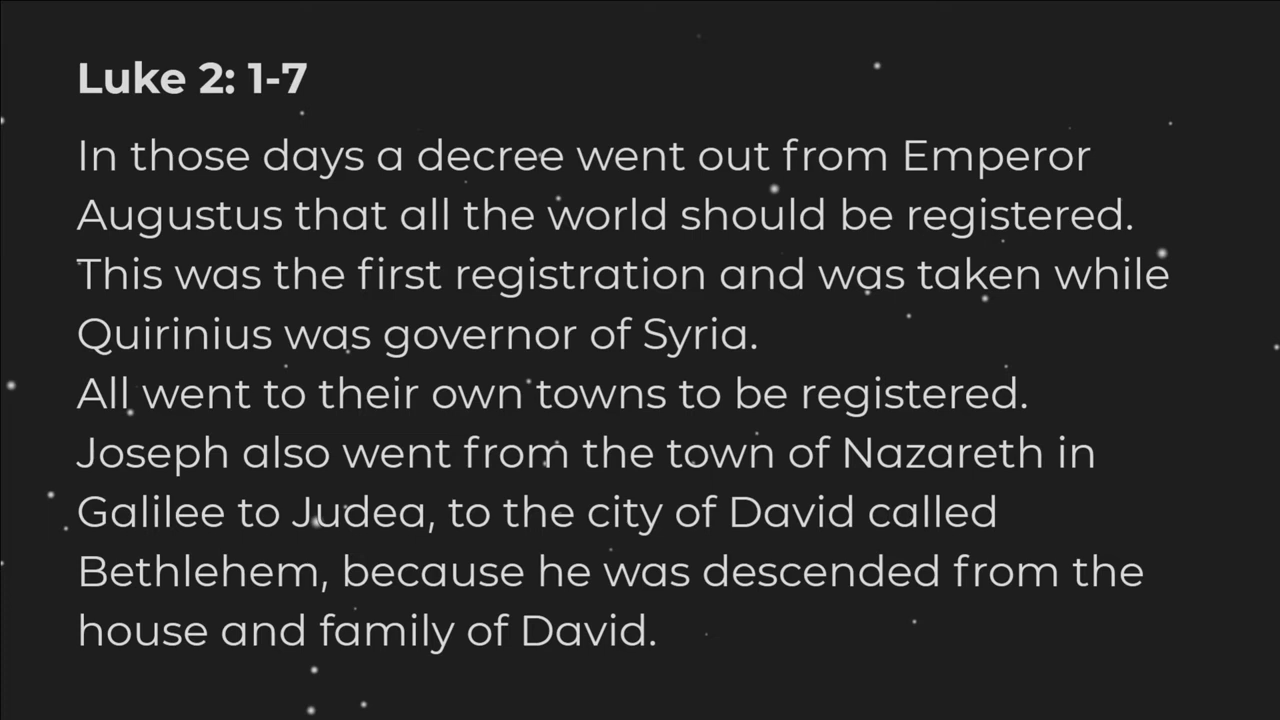 Luke 2: 1-7
In those days a decree went out from Emperor
Augustus that all the world should be registered.
This was the first registration and was taken while
Quirinius was governor of Syria.
All went to their own towns to be registered.
Joseph also went from the town of Nazareth in
Galilee to Judea, to the city of David called
Bethlehem, because he was descended from the
house and family of David.